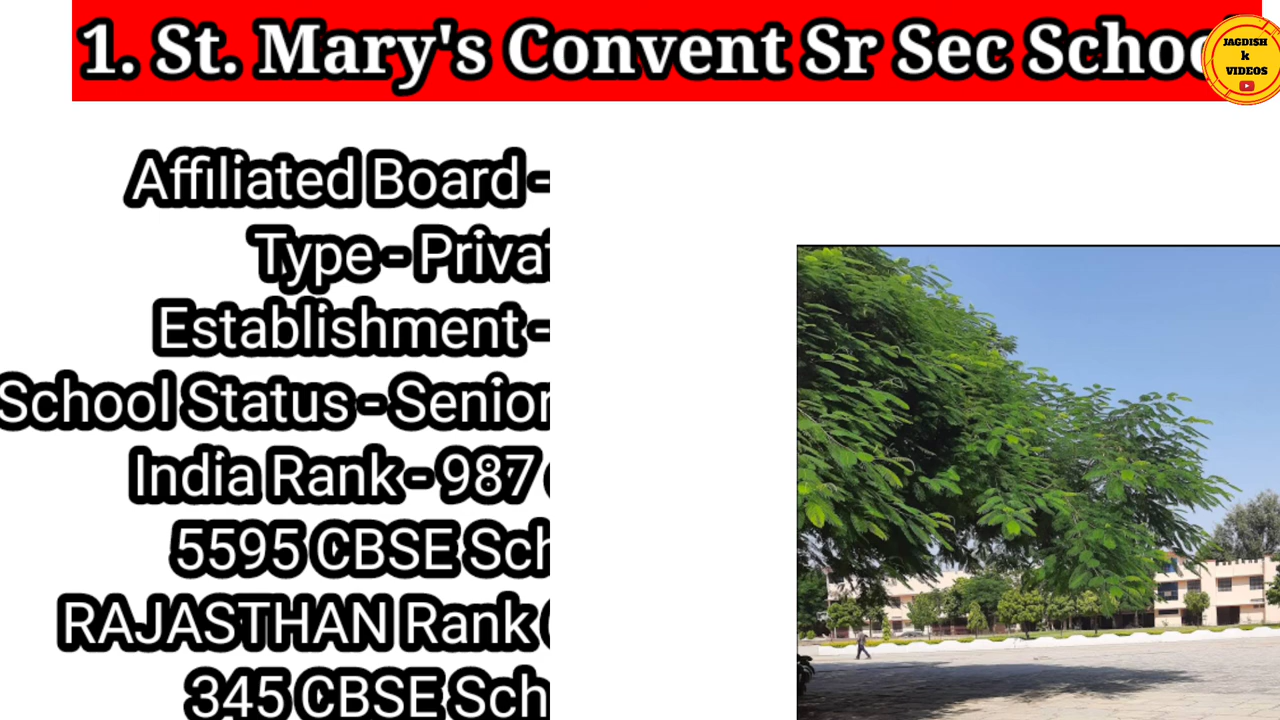 1. St. Mary's Convent Sr Sec School
JAGDISH
k
VIDEOS
Affiliated Board -
Type - Privat
Establishment -
School Status - Senior
India Rank - 987
5595 CBSE Sch
RAJASTHAN Rank
345 CBSE Sch